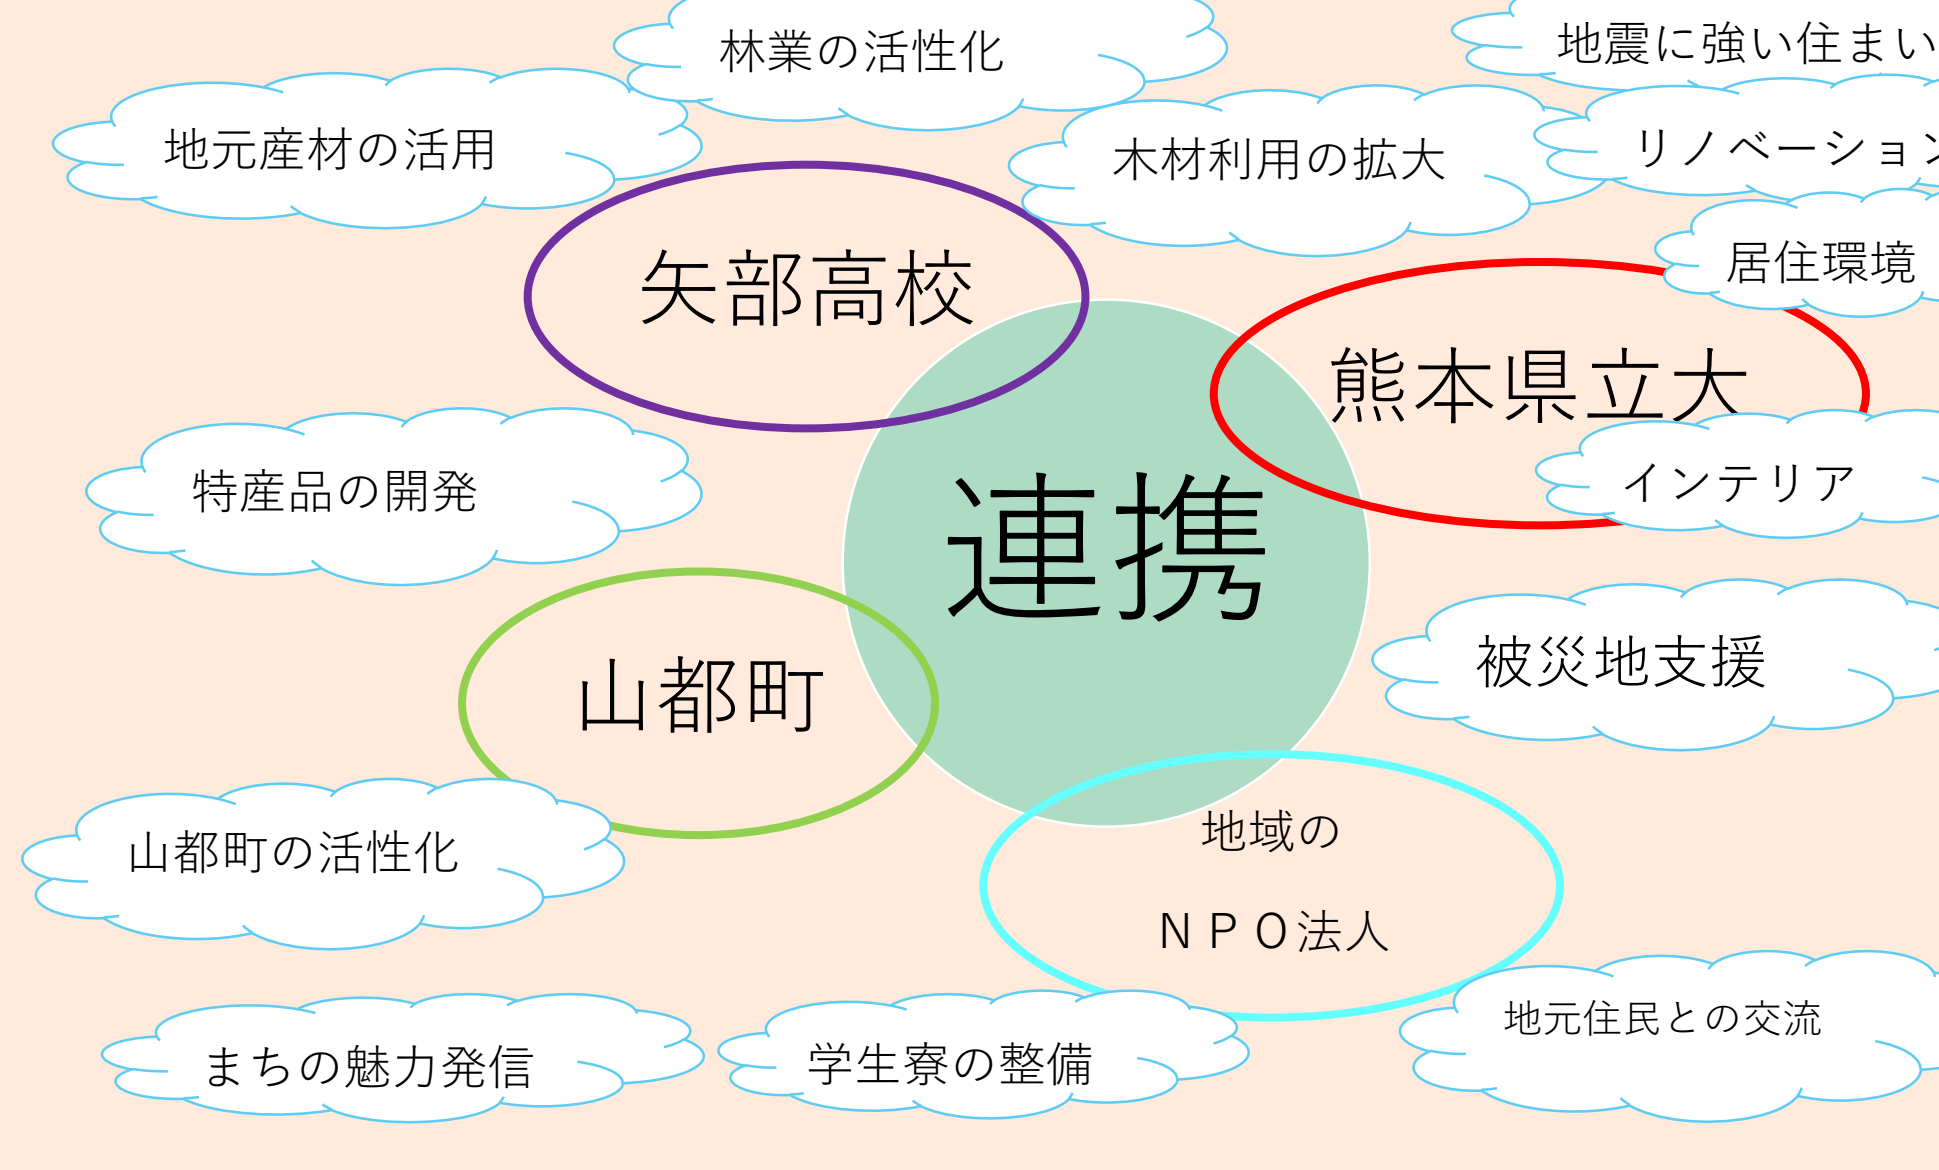 林業の活性化
地震に強い住まい
地元産材の活用
木材利用の拡大
リノベーション
矢部高校
居住環境
熊本県立大
特産品の開発
インテリア
連携
被災地支援
山都町
山都町の活性化
地域の
ＮＰＯ法人
地元住民との交流
まちの魅力発信
学生寮の整備